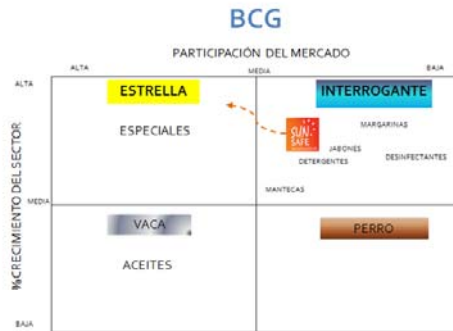 BCG
PARTICIPACIÓN DEL MERCADO
ALTA
MEDIA
BAJA
ALTA
ESTRELLA
INTERROGANTE
ESPECIALES
SUN
SAFE
MARGARINAS
JABONES
DETERGENTES
DESINFECTANTES
MANTECAS
% CRECIMIENTO DEL SECTOR
MEDIA
VACA
PERRO
ACEITES
BAJA